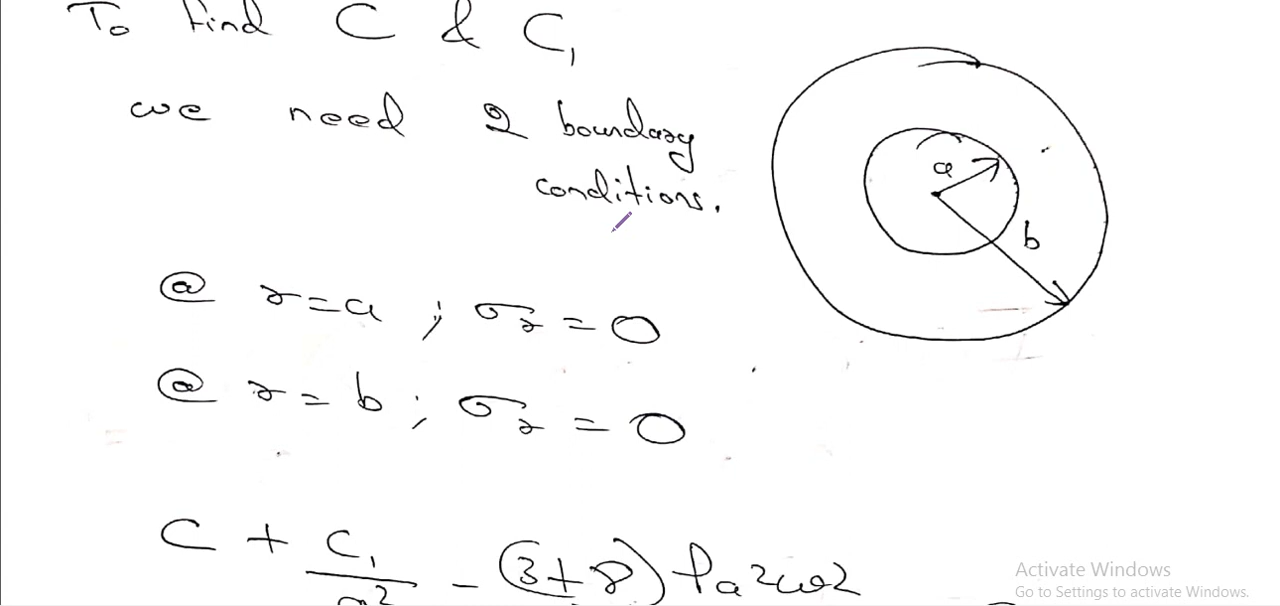 To find C & C₁
we need 2 boundary
conditions.
@ r=a ; σr = 0
@ r = b ; σr = 0
a
b
C + C₁/a² - (3+γ) ρa²ω²
Activate Windows
Go to Settings to activate Windows.